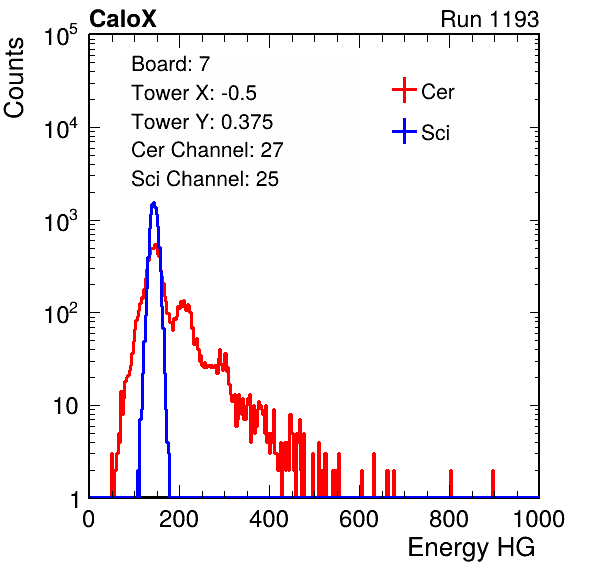 CaloX Run 1193
Counts
Board: 7
Tower X: -0.5
Tower Y: 0.375
Cer Channel: 27
Sci Channel: 25
Cer
Sci
10^5
10^4
10^3
10^2
10
1
0 200 400 600 800 1000
Energy HG